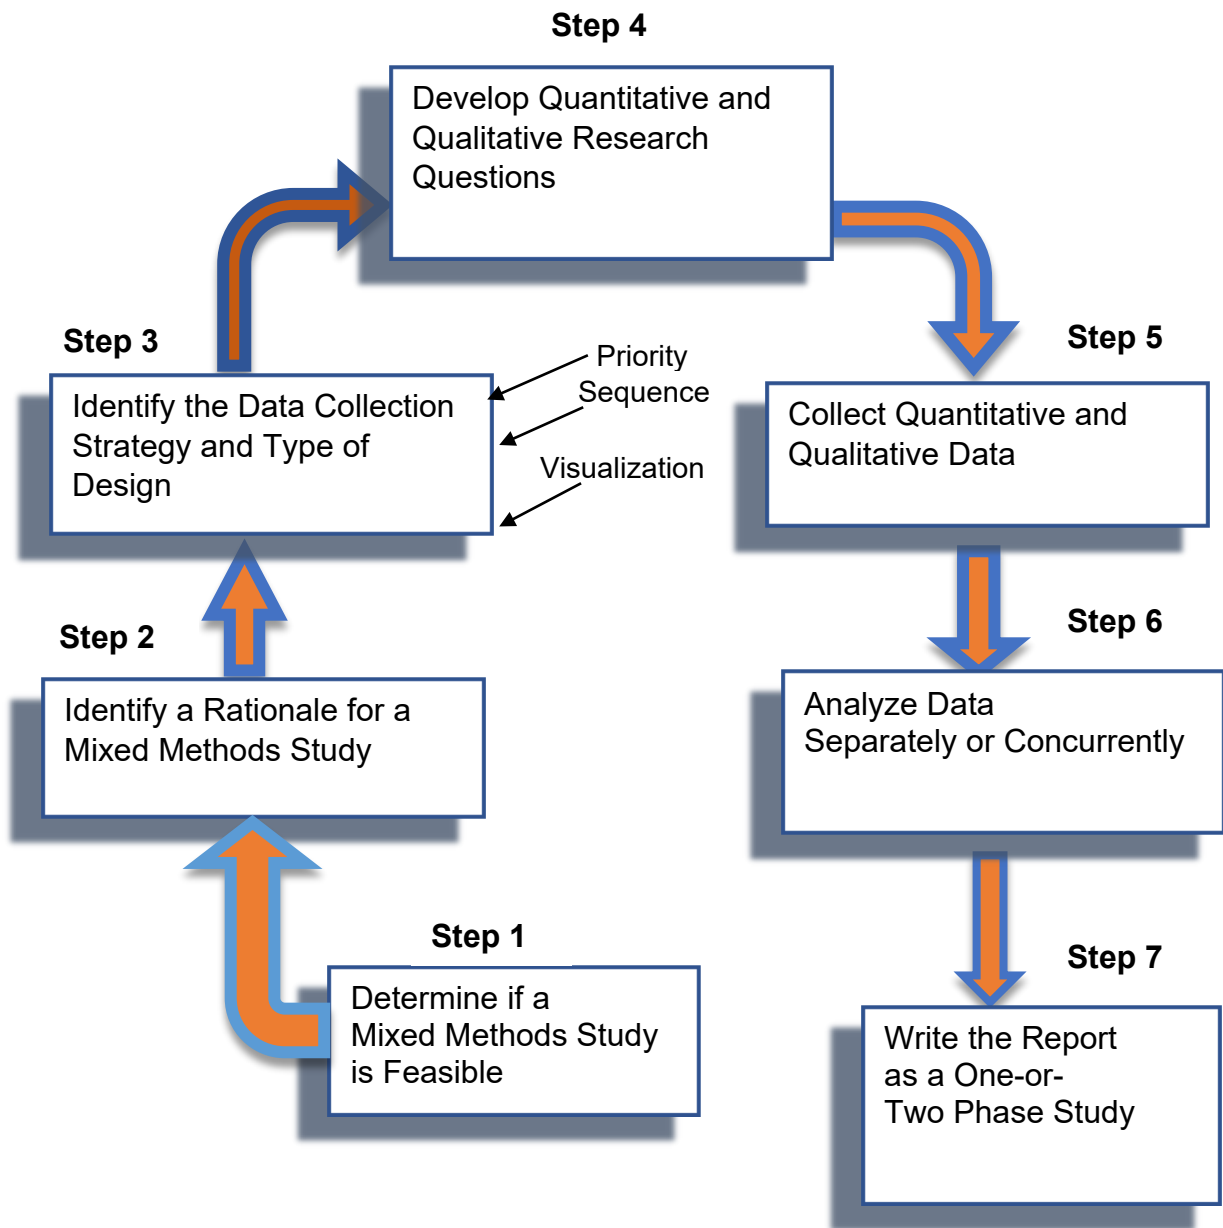 Step 4
Develop Quantitative and
Qualitative Research
Questions
Step 3
Identify the Data Collection
Strategy and Type of
Design
Priority
Sequence
Visualization
Step 5
Collect Quantitative and
Qualitative Data
Step 2
Identify a Rationale for a
Mixed Methods Study
Step 6
Analyze Data
Separately or Concurrently
Step 1
Determine if a
Mixed Methods Study
is Feasible
Step 7
Write the Report
as a One-or-
Two Phase Study